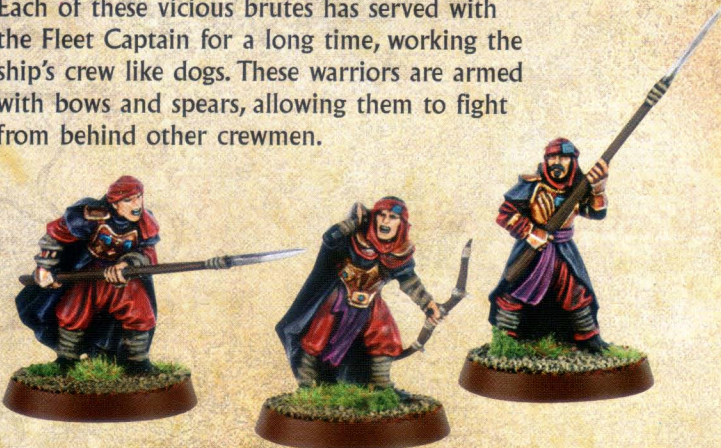 Each of these vicious brutes has served with
the Fleet Captain for a long time, working the
ship's crew like dogs. These warriors are armed
with bows and spears, allowing them to fight
from behind other crewmen.